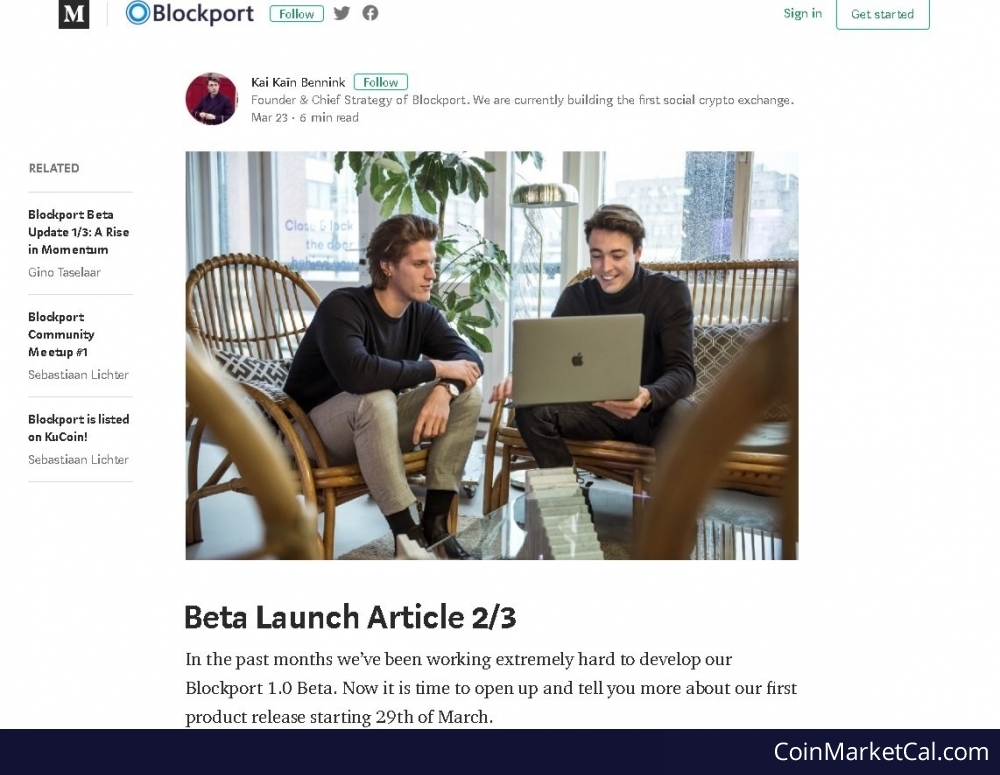 M Blockport Follow Sign in Get started
Kai Kaïn Bennink Follow
Founder & Chief Strategy of Blockport. We are currently building the first social crypto exchange.
Mar 23 · 6 min read
RELATED
Blockport Beta
Update 1/3: A Rise
in Momentum
Gino Taselaar
Blockport
Community
Meetup #1
Sebastiaan Lichter
Blockport is listed
on KuCoin!
Sebastiaan Lichter
Close & lock
the door
Beta Launch Article 2/3
In the past months we’ve been working extremely hard to develop our
Blockport 1.0 Beta. Now it is time to open up and tell you more about our first
product release starting 29th of March.
CoinMarketCal.com